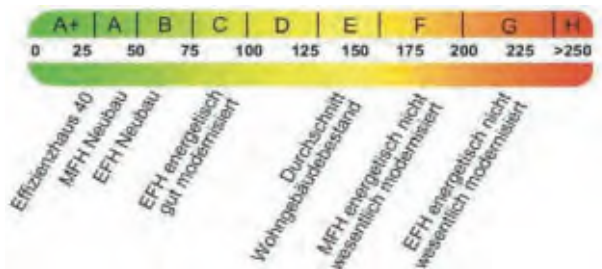 A+ A B C D E F G H
0 25 50 75 100 125 150 175 200 225 >250
Effizienzhaus 40
MFH Neubau
EFH Neubau
EFH energetisch
gut modernisiert
Durchschnitt
Wohngebäudebestand
MFH energetisch nicht
wesentlich modernisiert
EFH energetisch nicht
wesentlich modernisiert